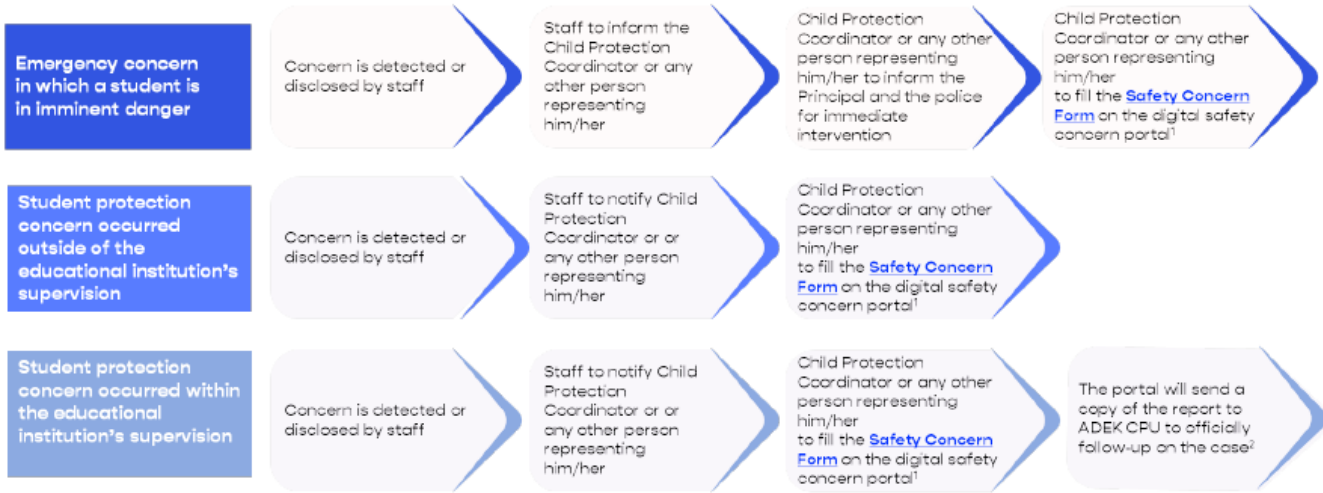 Emergency concern
in which a student is
in imminent danger
Concern is detected or
disclosed by staff
Staff to inform the
Child Protection
Coordinator or any
other person
representing
him/her
Child Protection
Coordinator or any other
person representing
him/her to inform the
Principal and the police
for immediate
intervention
Child Protection
Coordinator or any other
person representing
him/her
to fill the Safety Concern
Form on the digital safety
concern portal¹
Student protection
concern occurred
outside of the
educational institution's
supervision
Concern is detected or
disclosed by staff
Staff to notify Child
Protection
Coordinator or or
any other person
representing
him/her
Child Protection
Coordinator or any other
person representing
him/her
to fill the Safety Concern
Form on the digital safety
concern portal¹
Student protection
concern occurred within
the educational
institution's supervision
Concern is detected or
disclosed by staff
Staff to notify Child
Protection
Coordinator or or
any other person
representing
him/her
Child Protection
Coordinator or any other
person representing
him/her
to fill the Safety Concern
Form on the digital safety
concern portal¹
The portal will send a
copy of the report to
ADEK CPU to officially
follow-up on the case²